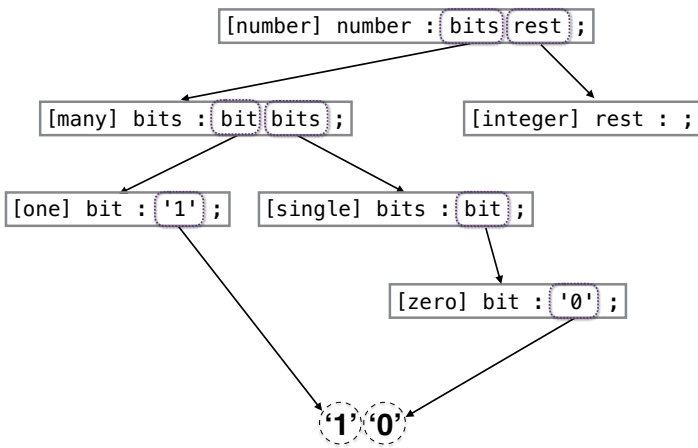 [number] number : bits rest ;
[many] bits : bit bits ;
[integer] rest : ;
[one] bit : '1' ;
[single] bits : bit ;
[zero] bit : '0' ;
‘1’ ‘0’